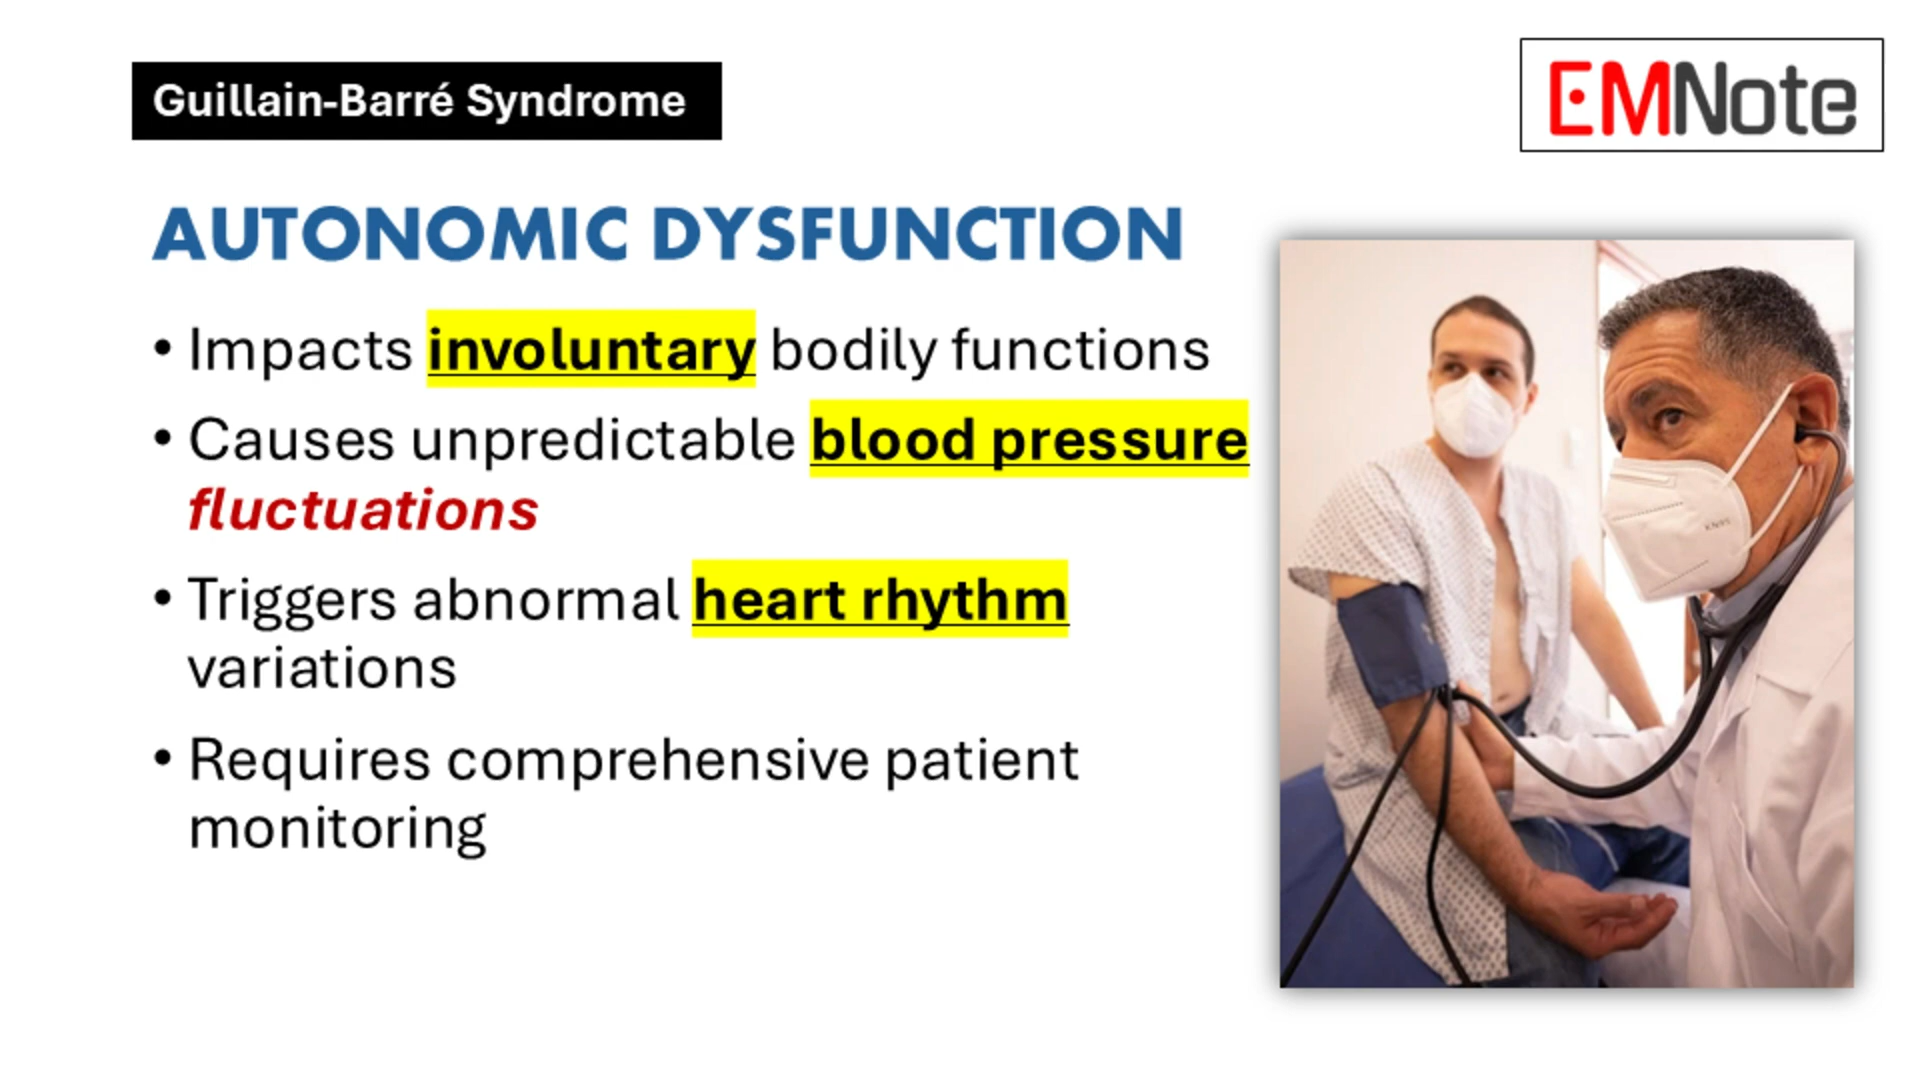 Guillain-Barré Syndrome
EMNote
AUTONOMIC DYSFUNCTION
• Impacts involuntary bodily functions
• Causes unpredictable blood pressure
fluctuations
• Triggers abnormal heart rhythm
variations
• Requires comprehensive patient
monitoring